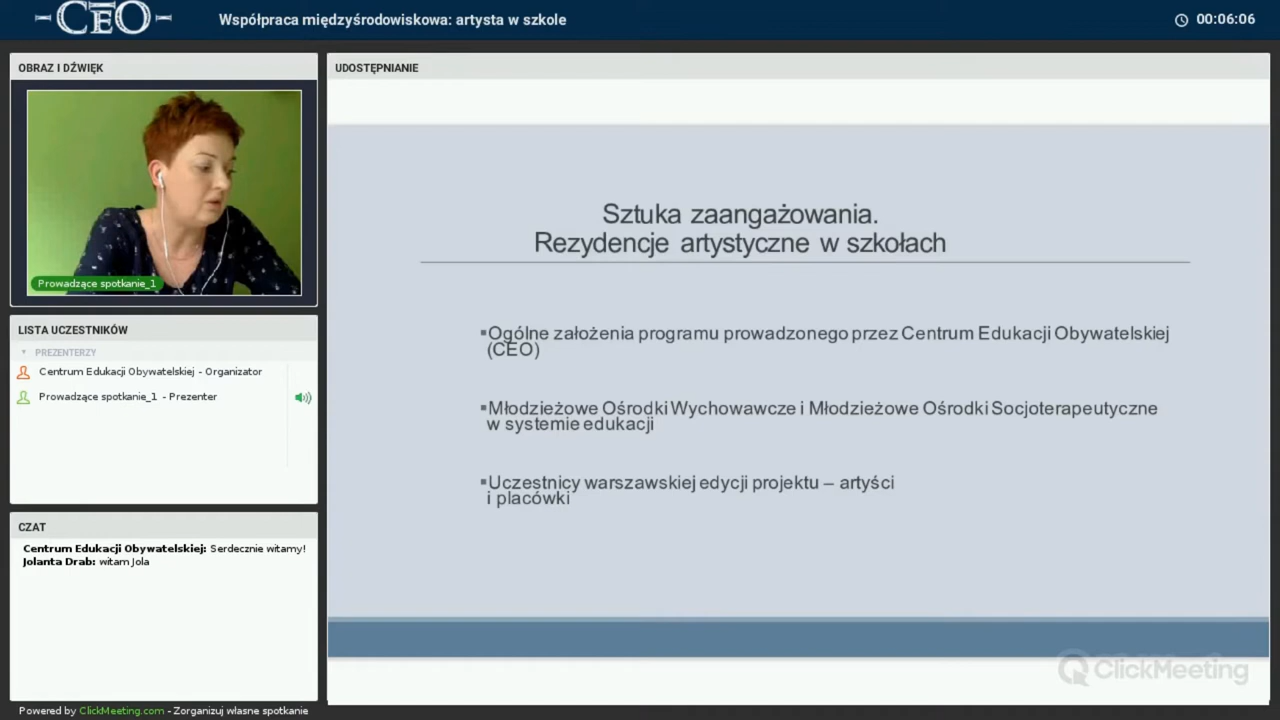 CEO
Współpraca międzyśrodowiskowa: artysta w szkole
00:06:06
OBRAZ I DŹWIĘK
Prowadzące spotkanie_1
LISTA UCZESTNIKÓW
PREZENTERZY
Centrum Edukacji Obywatelskiej - Organizator
Prowadzące spotkanie_1 - Prezenter
CZAT
Centrum Edukacji Obywatelskiej: Serdecznie witamy!
Jolanta Drab: witam Jola
Powered by ClickMeeting.com - Zorganizuj własne spotkanie
UDOSTĘPNIANIE
Sztuka zaangażowania.
Rezydencje artystyczne w szkołach
▪Ogólne założenia programu prowadzonego przez Centrum Edukacji Obywatelskiej
(CEO)
▪Młodzieżowe Ośrodki Wychowawcze i Młodzieżowe Ośrodki Socjoterapeutyczne
w systemie edukacji
▪Uczestnicy warszawskiej edycji projektu – artyści
i placówki
ClickMeeting